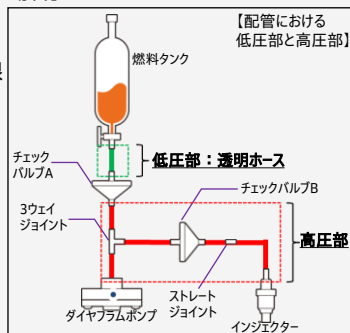 【配管における
低圧部と高圧部】
燃料タンク
チェック
バルブA
低圧部：透明ホース
チェックバルブB
3ウェイ
ジョイント
高圧部
ストレート
ジョイント
ダイヤフラムポンプ
インジェクター